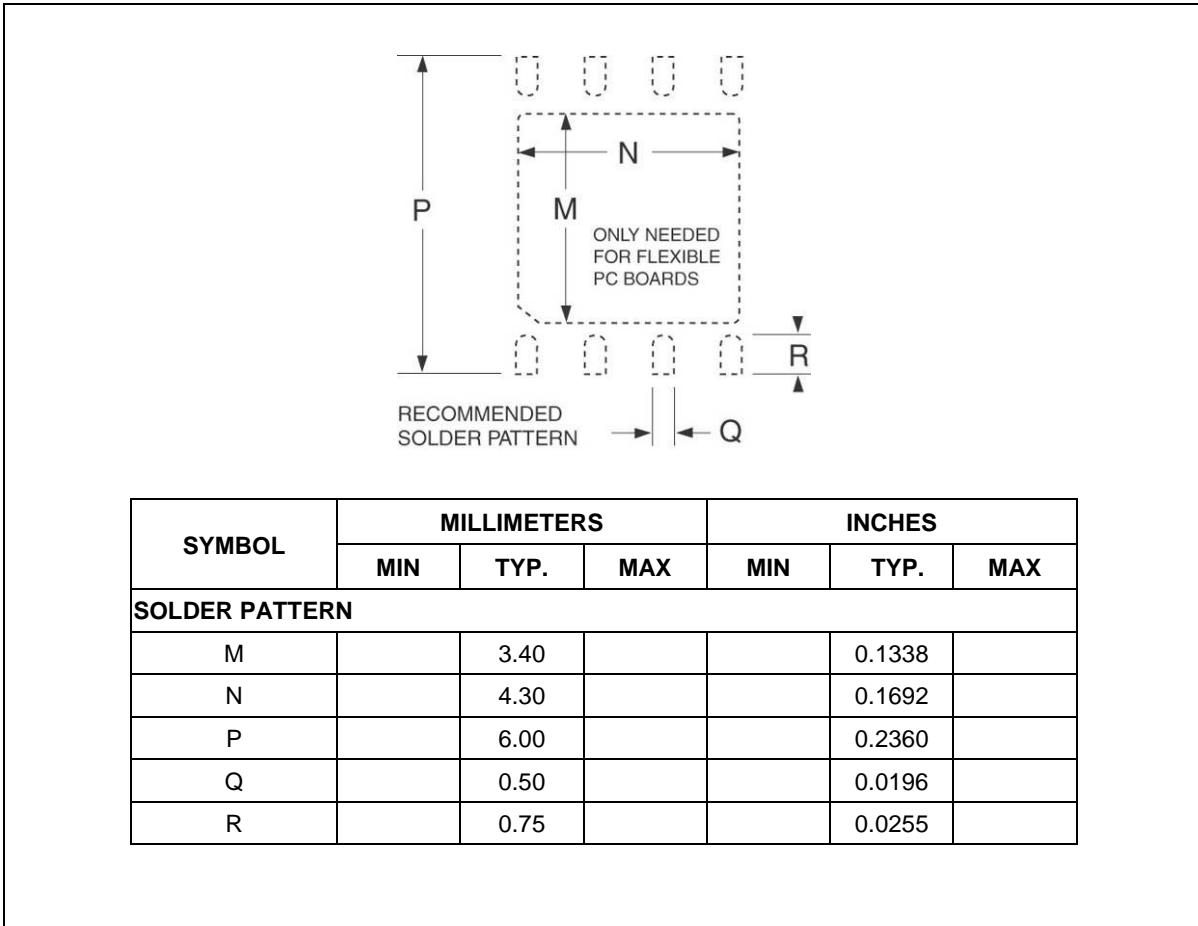 N
P
M
ONLY NEEDED
FOR FLEXIBLE
PC BOARDS
R
RECOMMENDED
SOLDER PATTERN
Q
SYMBOL MILLIMETERS INCHES
MIN TYP. MAX MIN TYP. MAX
SOLDER PATTERN
M 3.40 0.1338
N 4.30 0.1692
P 6.00 0.2360
Q 0.50 0.0196
R 0.75 0.0255